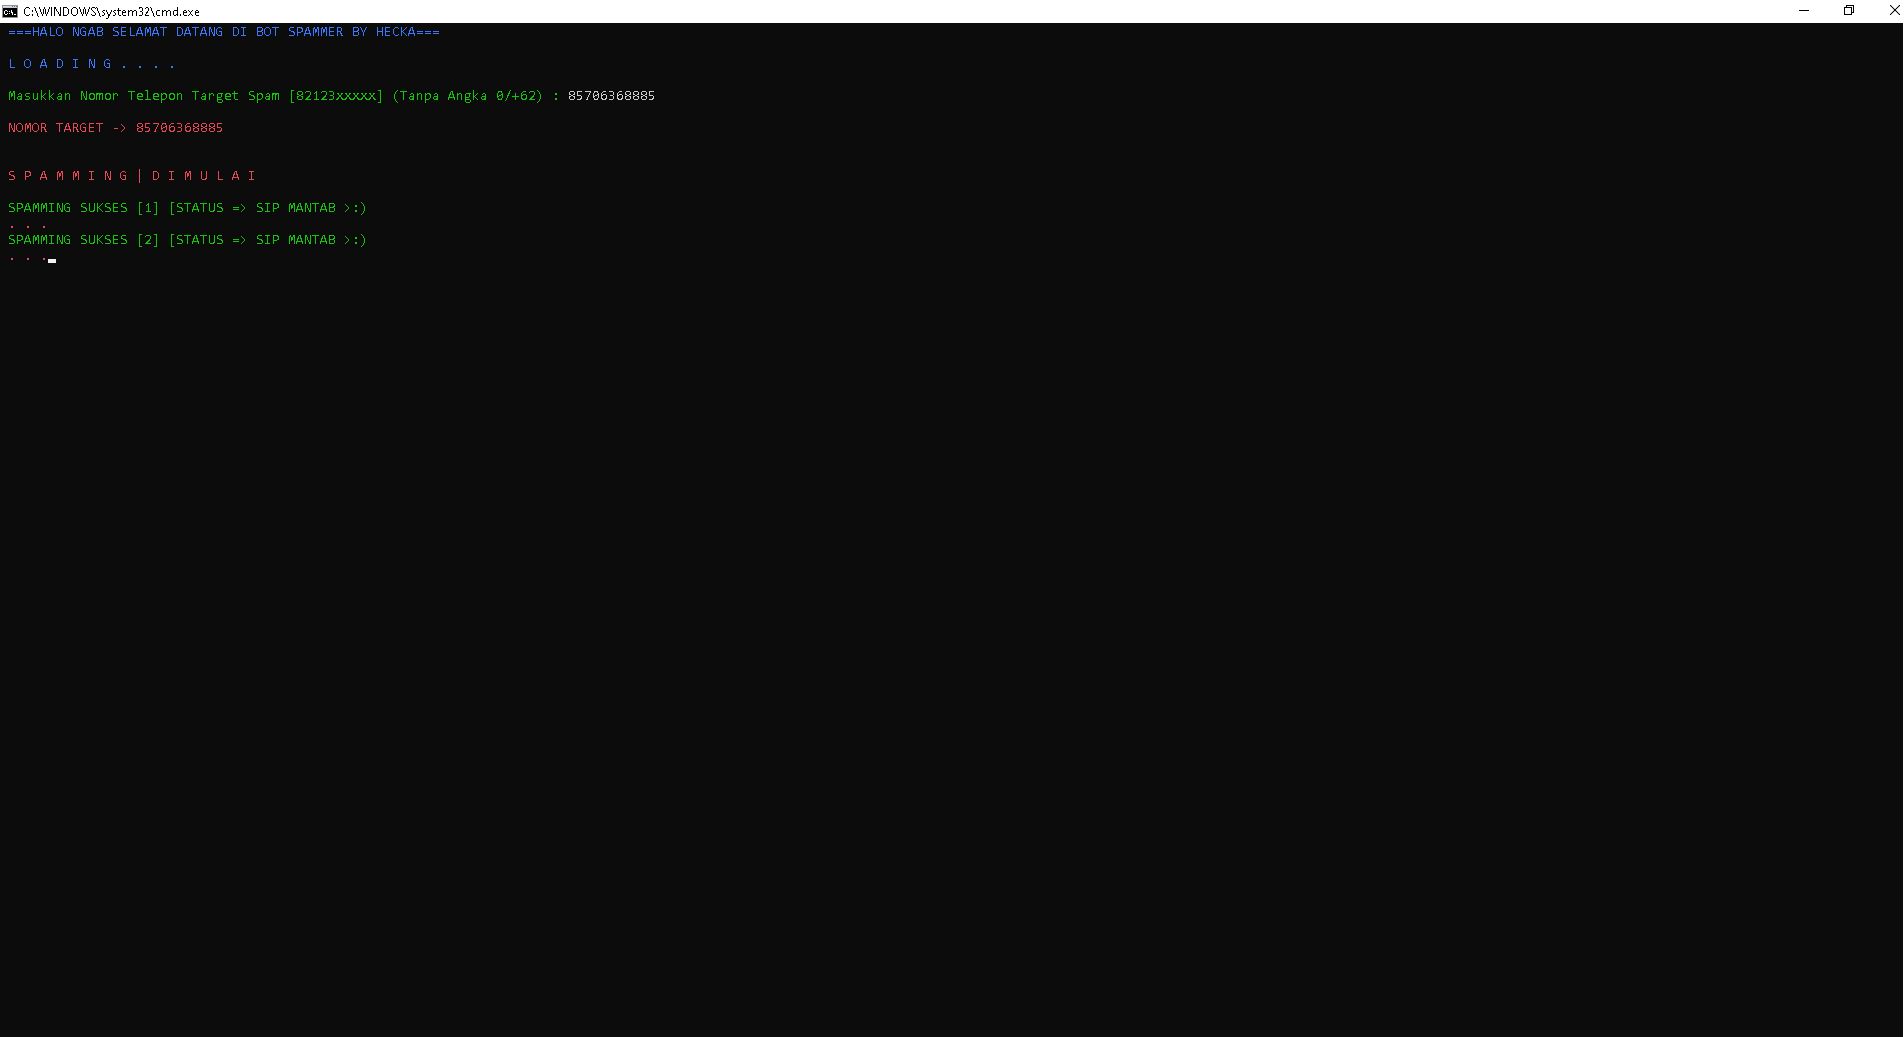 C:\WINDOWS\system32\cmd.exe
===HALO NGAB SELAMAT DATANG DI BOT SPAMMER BY HECKA===
L O A D I N G . . . .
Masukkan Nomor Telepon Target Spam [82123xxxxx] (Tanpa Angka 0/+62) : 85706368885
NOMOR TARGET -> 85706368885
S P A M M I N G | D I M U L A I
SPAMMING SUKSES [1] [STATUS => SIP MANTAB >:)
. . .
SPAMMING SUKSES [2] [STATUS => SIP MANTAB >:)
. . .